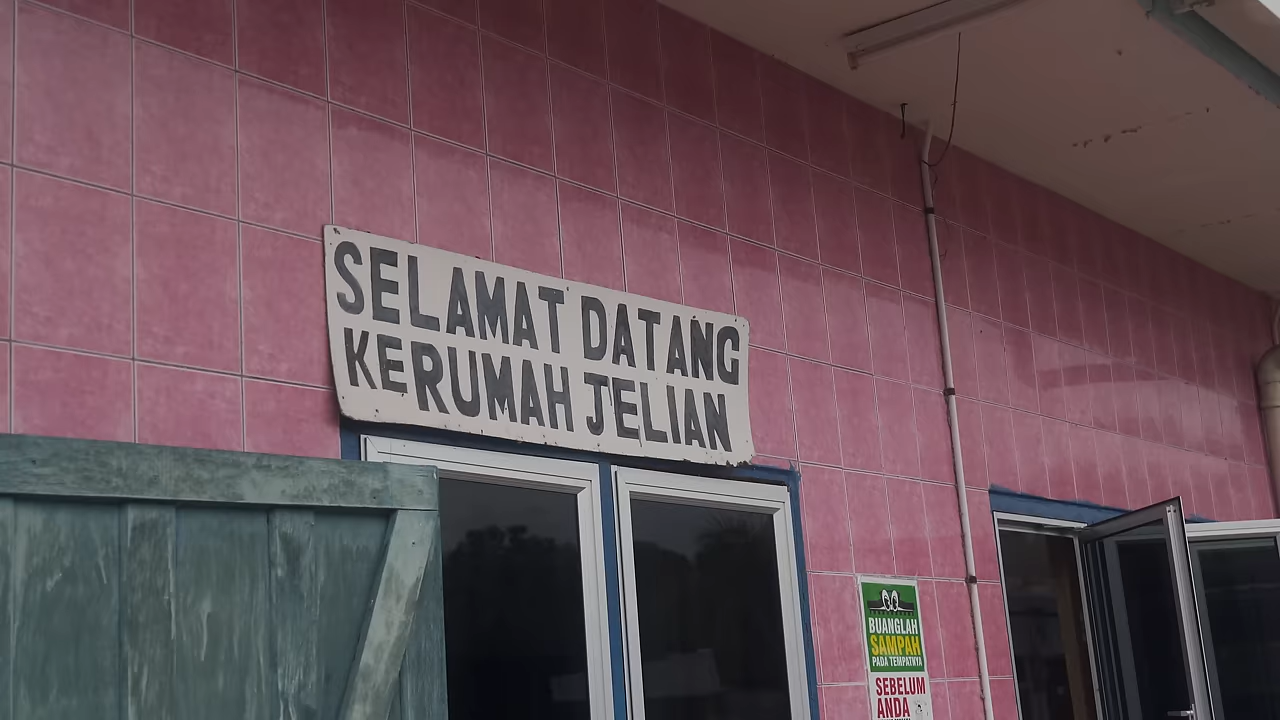 SELAMAT DATANG
KERUMAH JELIAN
BUANGLAH
SAMPAH
PADA TEMPATNYA
SEBELUM
ANDA